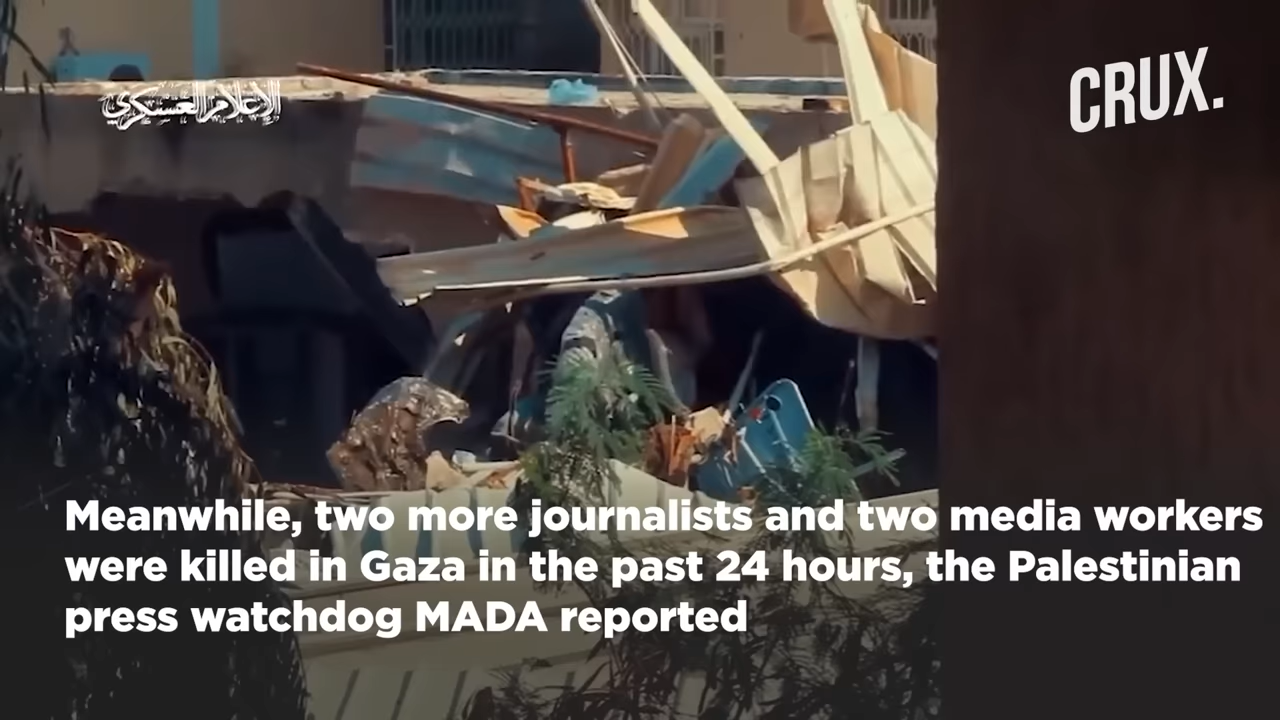 الإعلام العسكري
CRUX.
Meanwhile, two more journalists and two media workers
were killed in Gaza in the past 24 hours, the Palestinian
press watchdog MADA reported